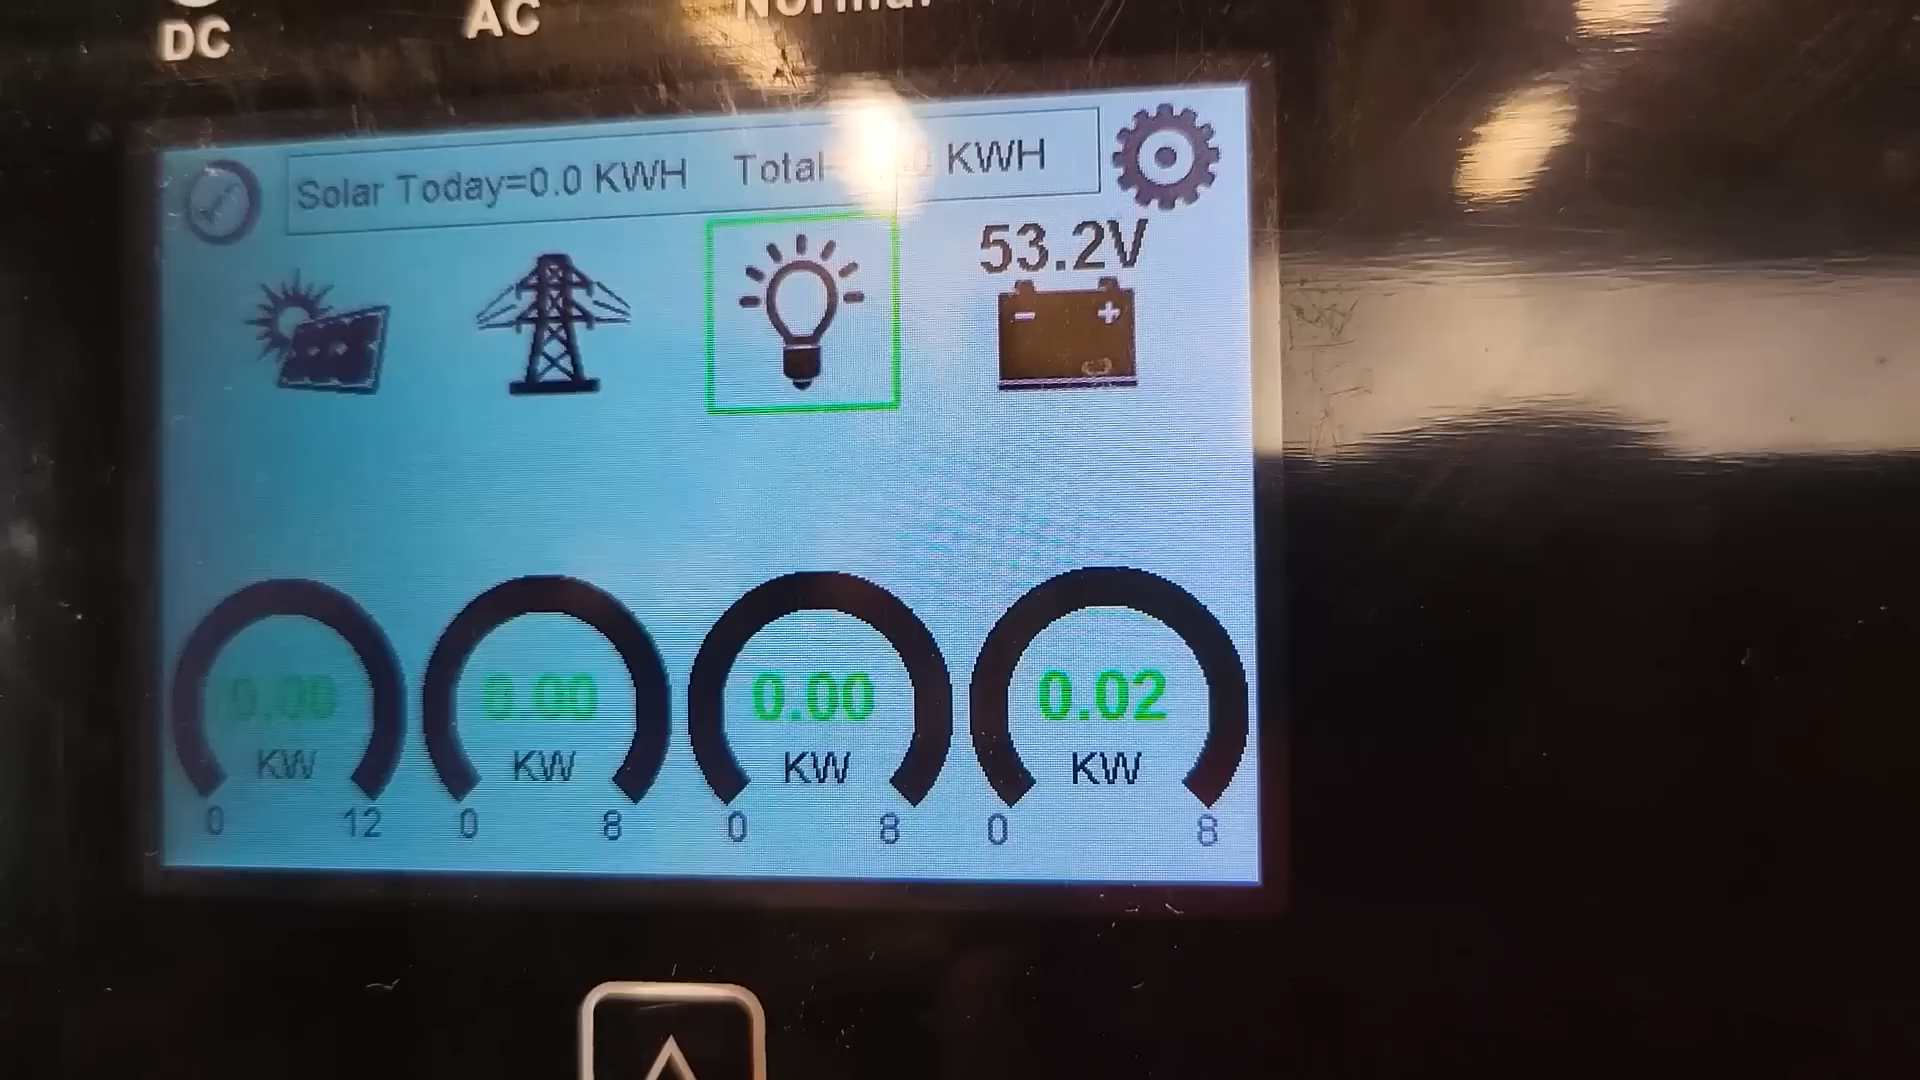 DC AC Normal
Solar Today=0.0 KWH Total KWH
53.2V
- +
0.00 0.00 0.00 0.02
KW KW KW KW
0 12 0 8 0 8 0 8